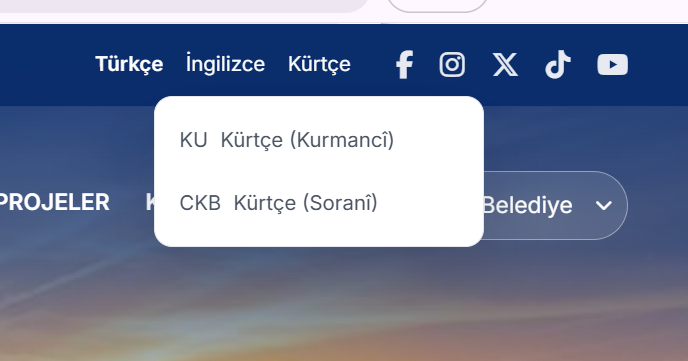 Türkçe İngilizce Kürtçe
KU Kürtçe (Kurmancî)
PROJELER
CKB Kürtçe (Soranî)
Belediye